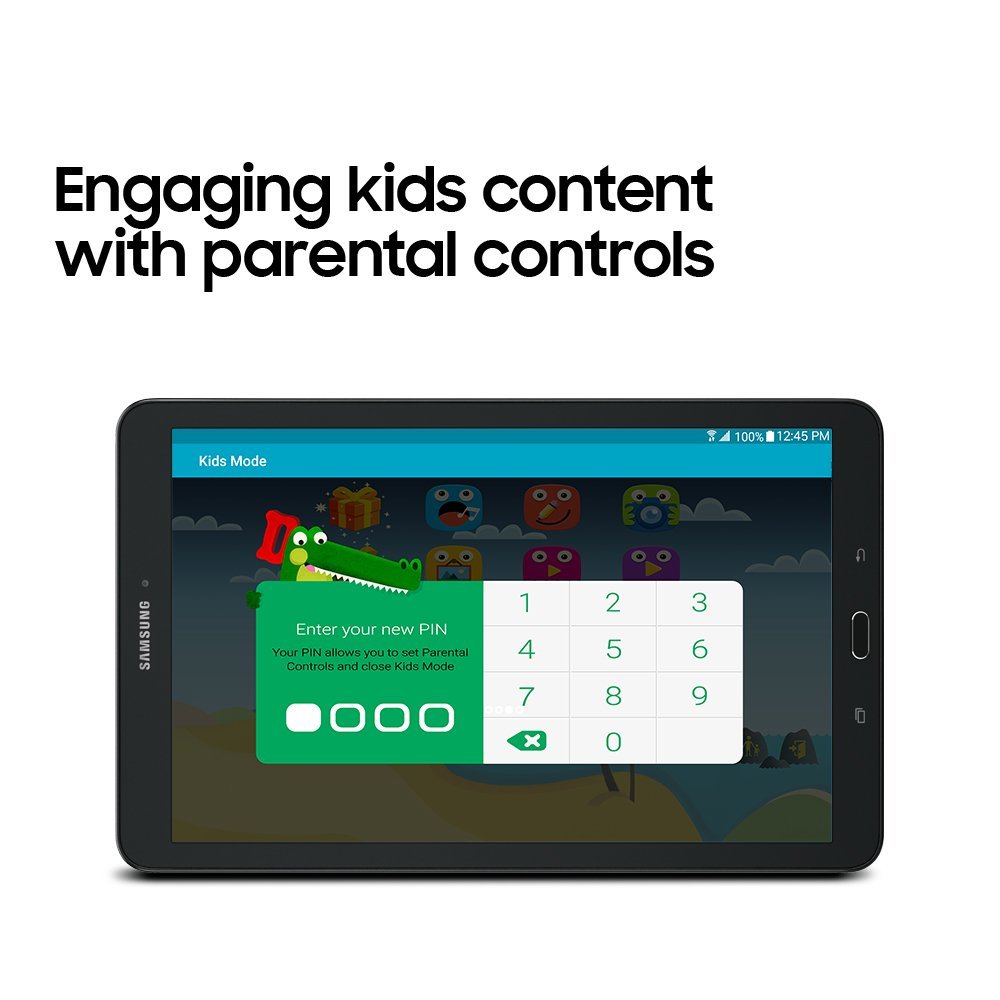 Engaging kids content
with parental controls
100% 12:45 PM
Kids Mode
SAMSUNG
Enter your new PIN
Your PIN allows you to set Parental
Controls and close Kids Mode
1 2 3
4 5 6
7 8 9
0